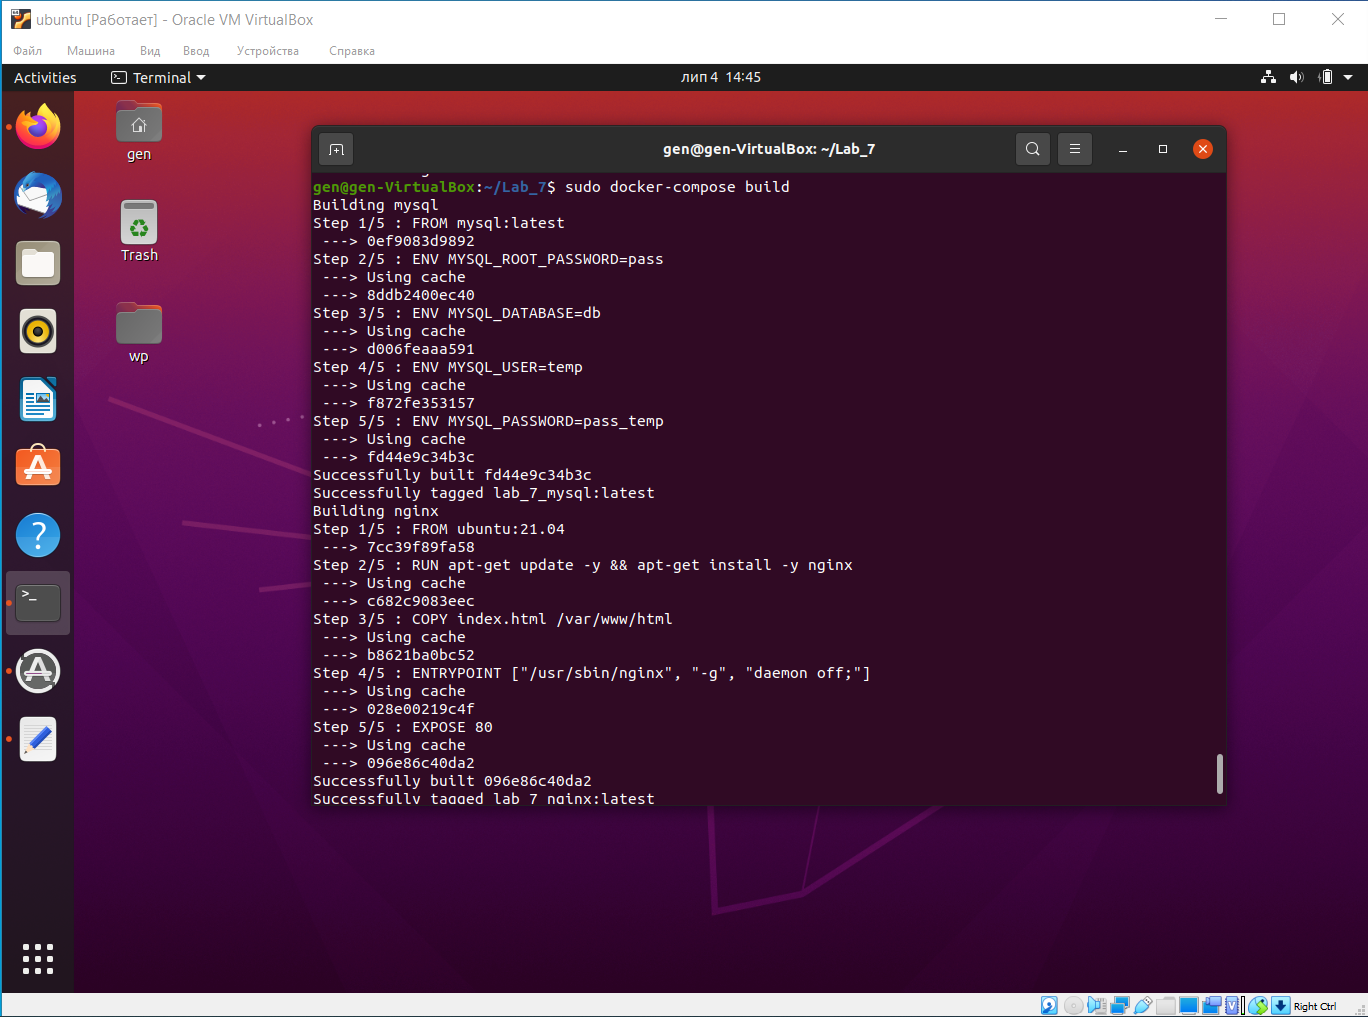 ubuntu [Работает] - Oracle VM VirtualBox
Файл Машина Вид Ввод Устройства Справка
Activities Terminal лип 4 14:45
gen
Trash
wp
gen@gen-VirtualBox: ~/Lab_7
gen@gen-VirtualBox:~/Lab_7$ sudo docker-compose build
Building mysql
Step 1/5 : FROM mysql:latest
 ---> 0ef9083d9892
Step 2/5 : ENV MYSQL_ROOT_PASSWORD=pass
 ---> Using cache
 ---> 8ddb2400ec40
Step 3/5 : ENV MYSQL_DATABASE=db
 ---> Using cache
 ---> d006feaaa591
Step 4/5 : ENV MYSQL_USER=temp
 ---> Using cache
 ---> f872fe353157
Step 5/5 : ENV MYSQL_PASSWORD=pass_temp
 ---> Using cache
 ---> fd44e9c34b3c
Successfully built fd44e9c34b3c
Successfully tagged lab_7_mysql:latest
Building nginx
Step 1/5 : FROM ubuntu:21.04
 ---> 7cc39f89fa58
Step 2/5 : RUN apt-get update -y && apt-get install -y nginx
 ---> Using cache
 ---> c682c9083eec
Step 3/5 : COPY index.html /var/www/html
 ---> Using cache
 ---> b8621ba0bc52
Step 4/5 : ENTRYPOINT ["/usr/sbin/nginx", "-g", "daemon off;"]
 ---> Using cache
 ---> 028e00219c4f
Step 5/5 : EXPOSE 80
 ---> Using cache
 ---> 096e86c40da2
Successfully built 096e86c40da2
Successfully tagged lab_7_nginx:latest
Right Ctrl